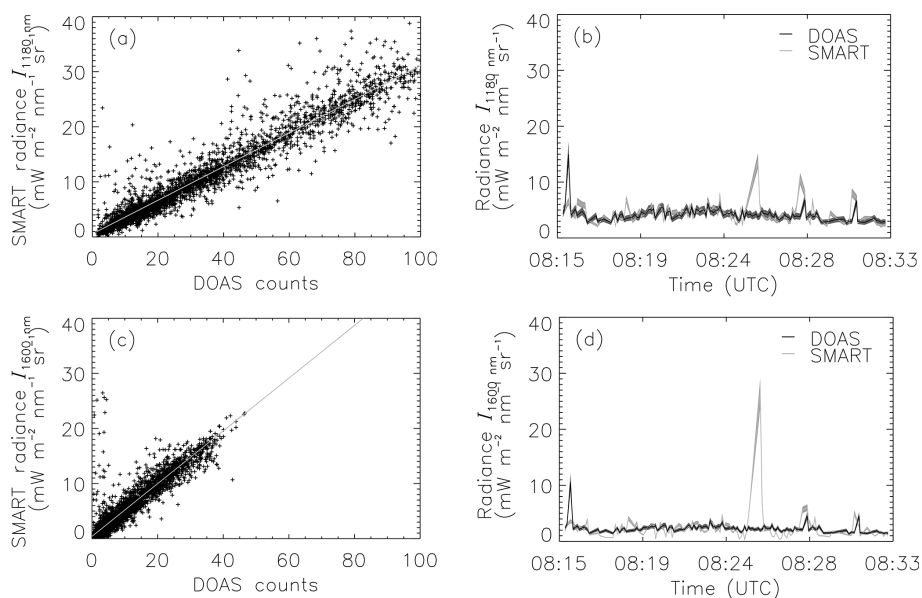 (a)
SMART radiance I1180 nm
(mW m⁻² nm⁻¹ sr⁻¹)
40
30
20
10
0
0 20 40 60 80 100
DOAS counts
(b)
DOAS
SMART
Radiance I1180 nm
(mW m⁻² nm⁻¹ sr⁻¹)
40
30
20
10
0
08:15 08:19 08:24 08:28 08:33
Time (UTC)
(c)
SMART radiance I1600 nm
(mW m⁻² nm⁻¹ sr⁻¹)
40
30
20
10
0
0 20 40 60 80 100
DOAS counts
(d)
DOAS
SMART
Radiance I1600 nm
(mW m⁻² nm⁻¹ sr⁻¹)
40
30
20
10
0
08:15 08:19 08:24 08:28 08:33
Time (UTC)